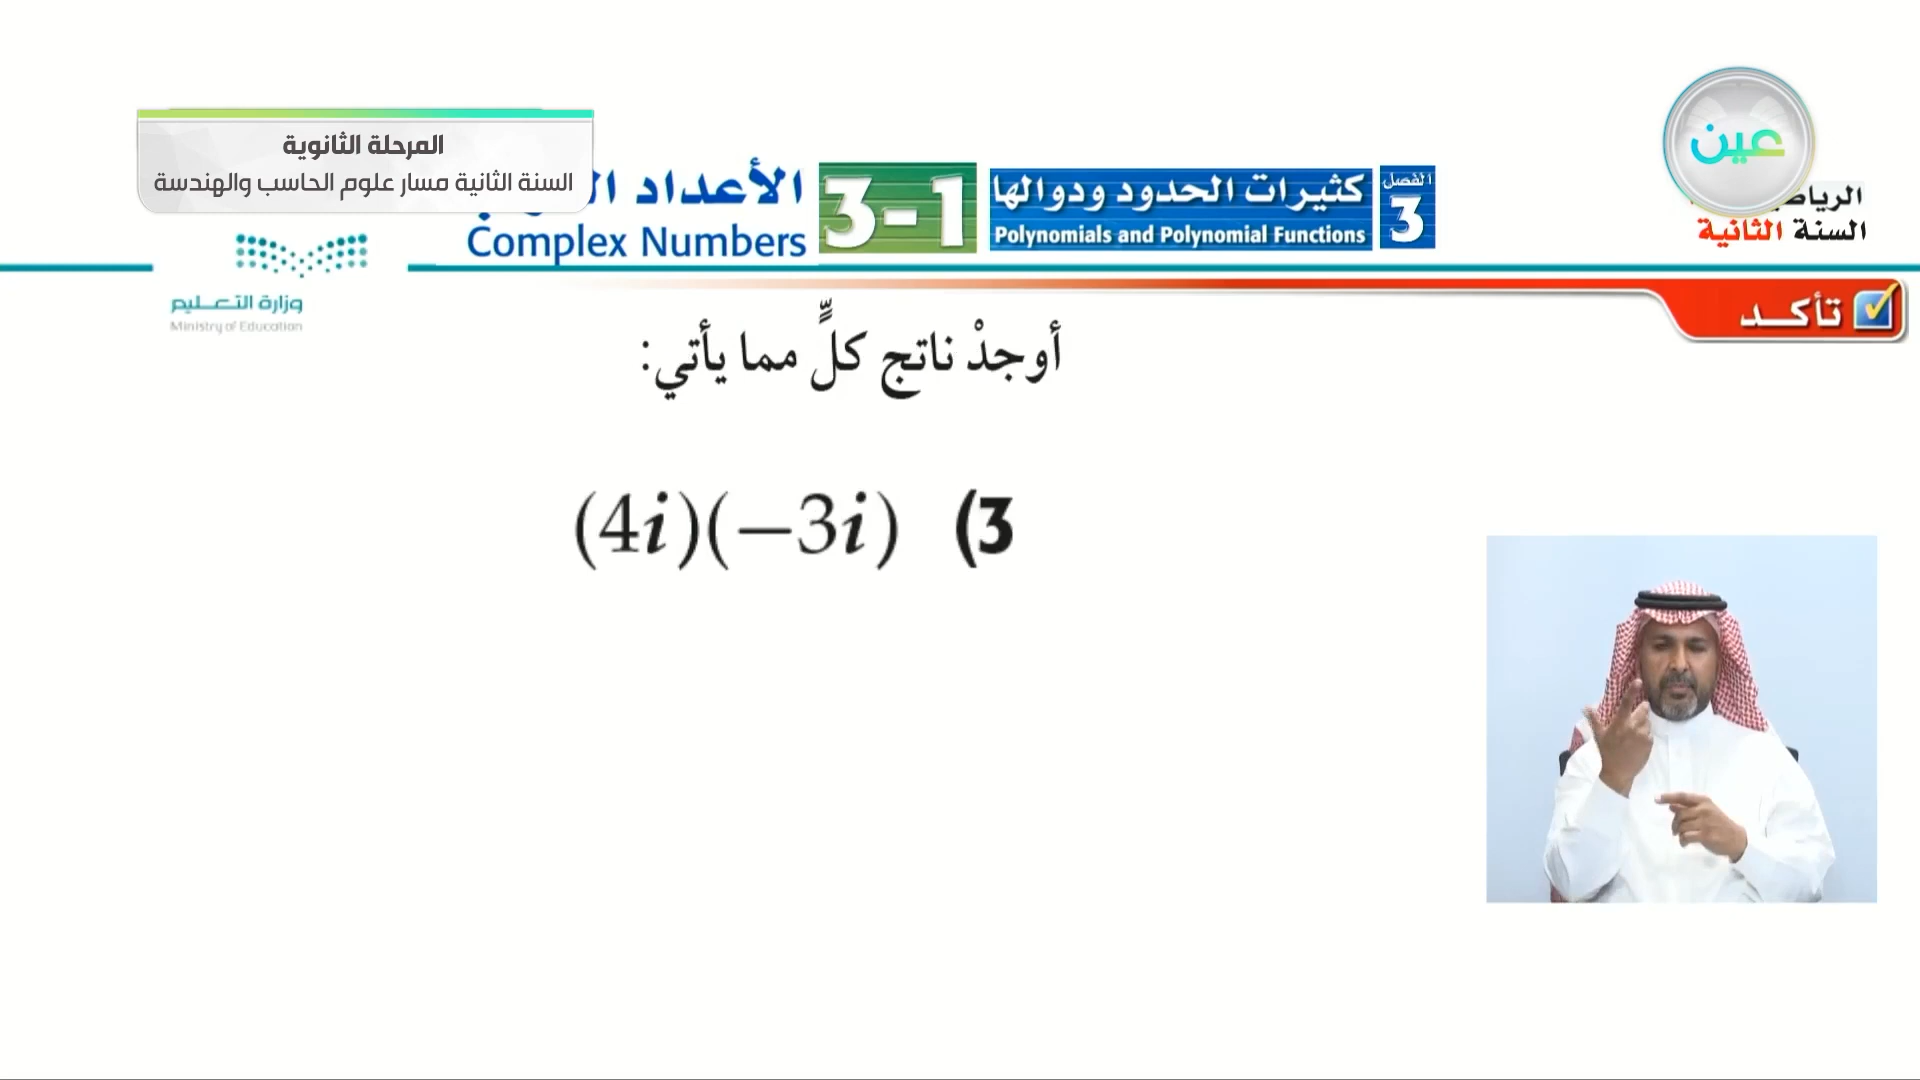 المرحلة الثانوية
السنة الثانية مسار علوم الحاسب والهندسة
عين
السنة الثانية
الفصل 3
كثيرات الحدود ودوالها
Polynomials and Polynomial Functions
3-1
الأعداد
Complex Numbers
وزارة التعليم
Ministry of Education
تأكد
أوجدْ ناتج كلٍّ مما يأتي:
(3 (4i)(−3i)